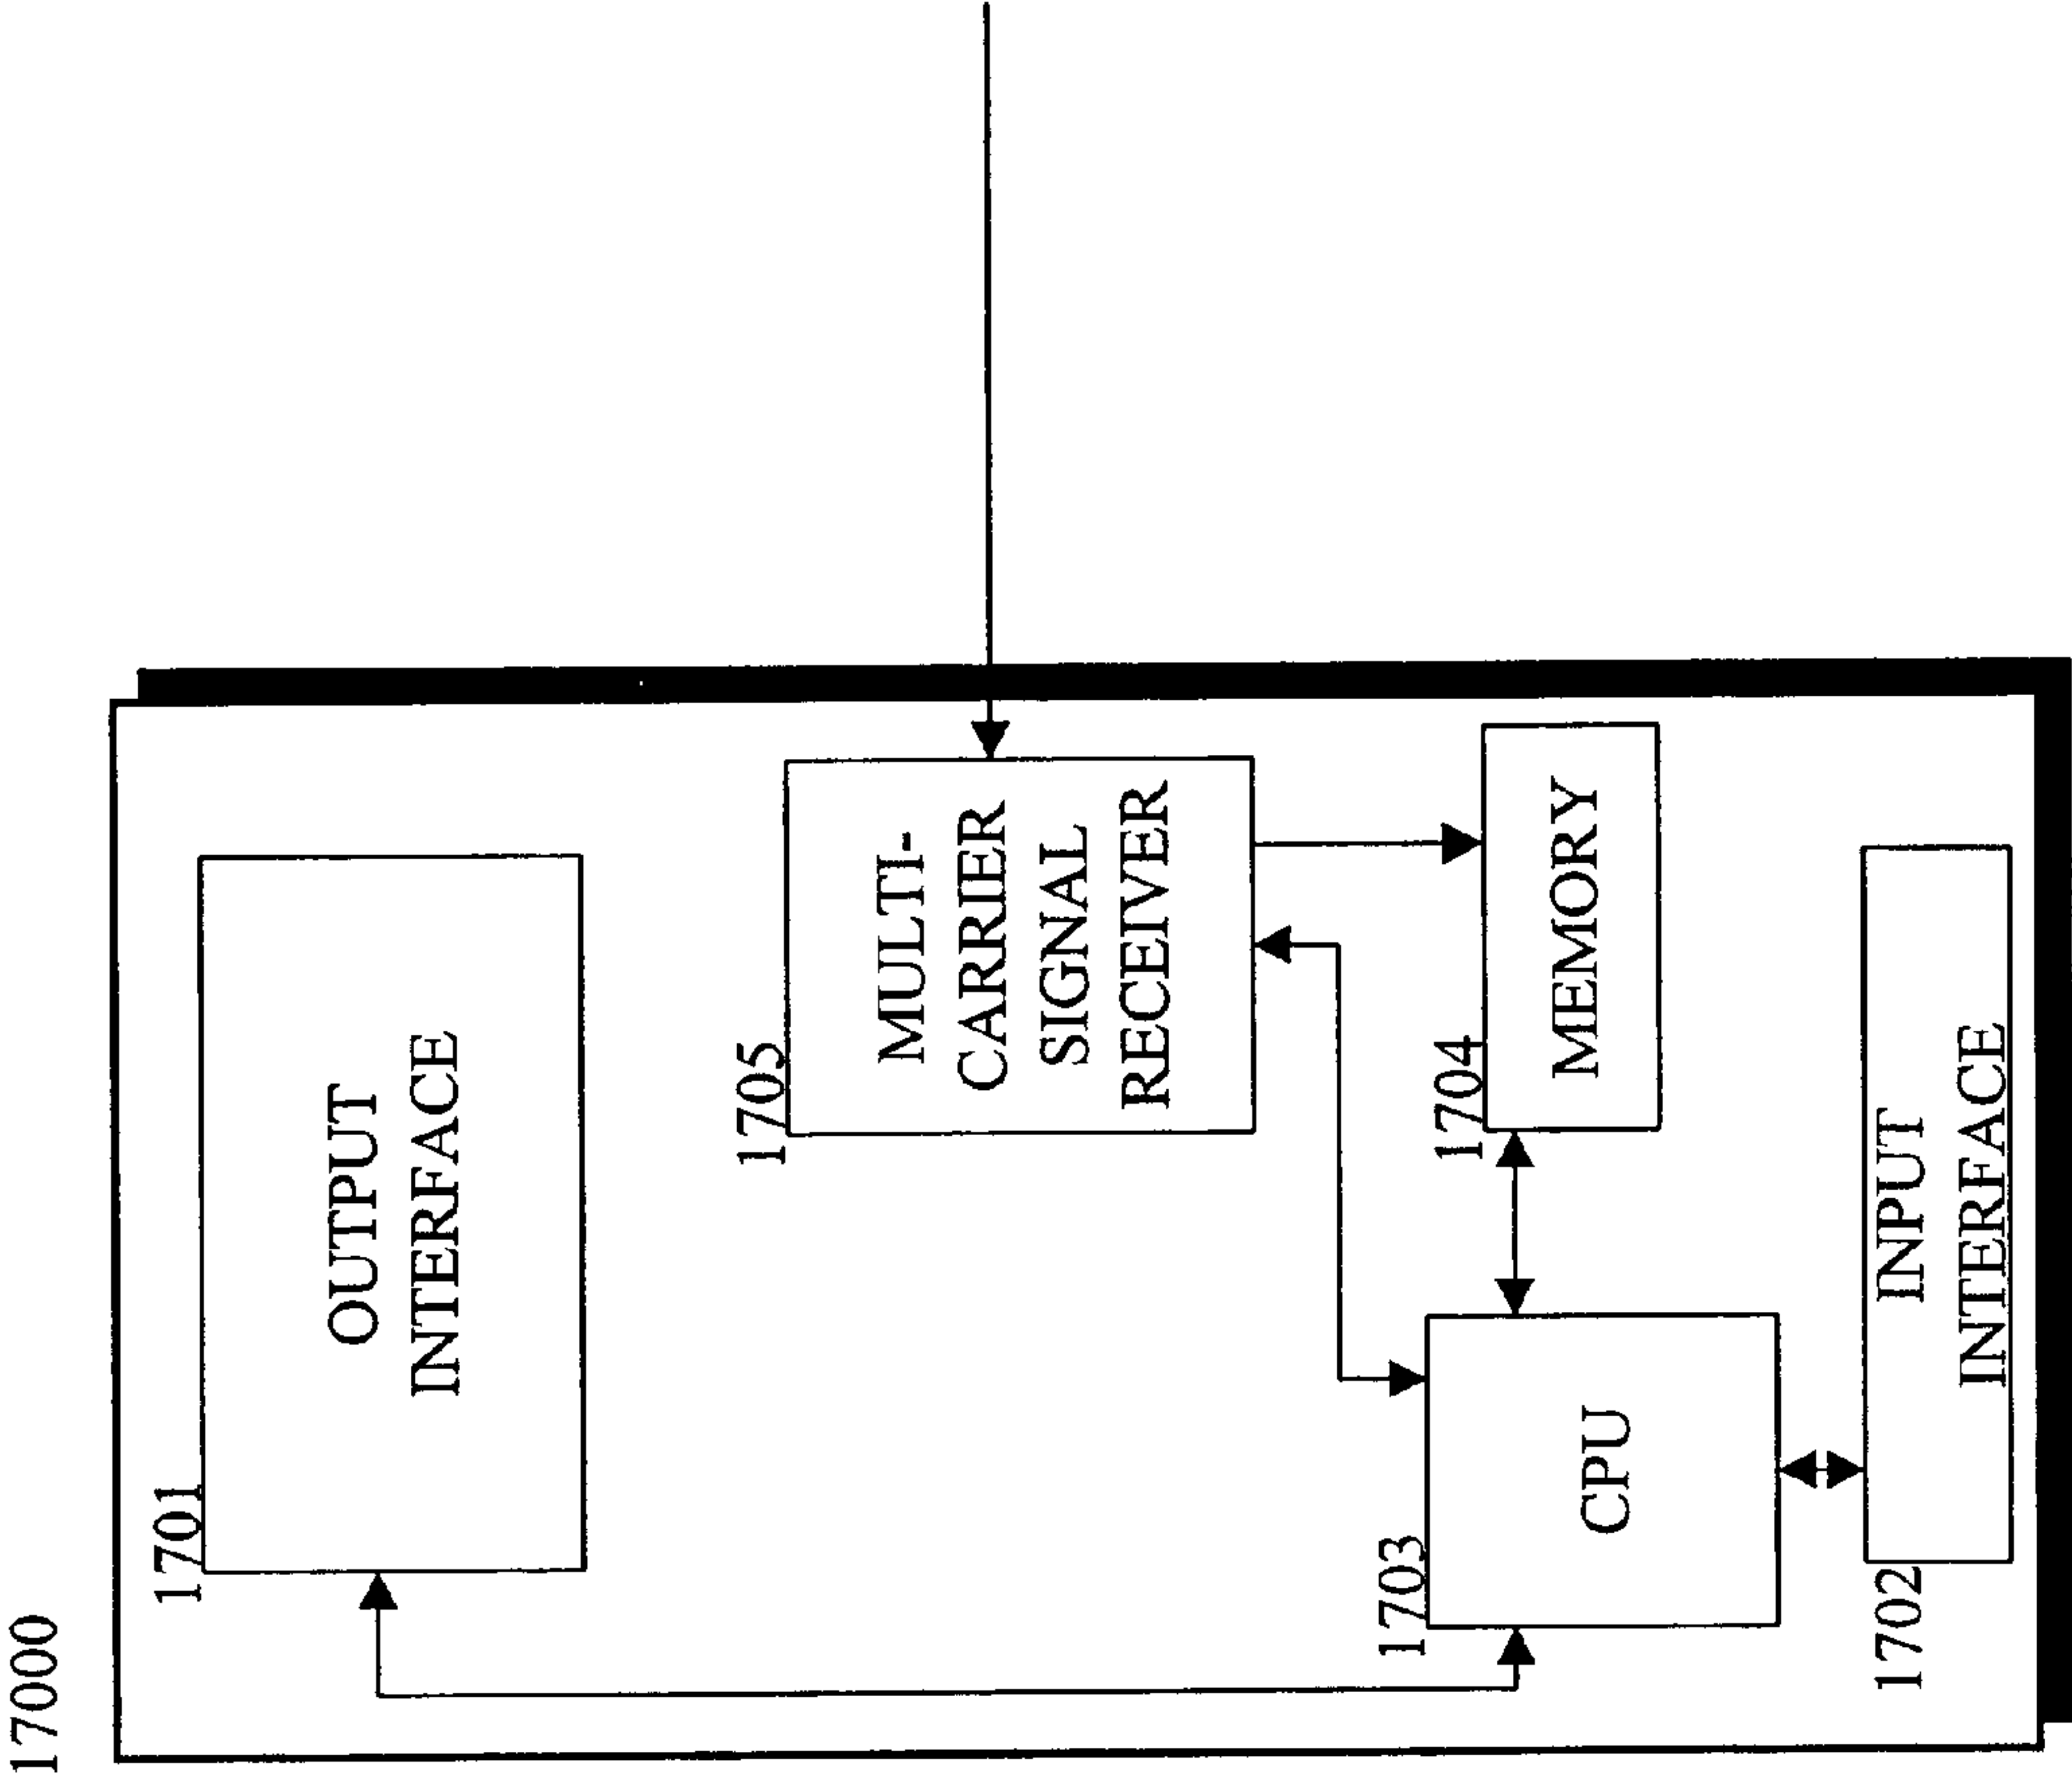 17000
1701
OUTPUT
INTERFACE
1705
MULTI-
CARRIER
SIGNAL
RECEIVER
1703
CPU
1704
MEMORY
1702
INPUT
INTERFACE